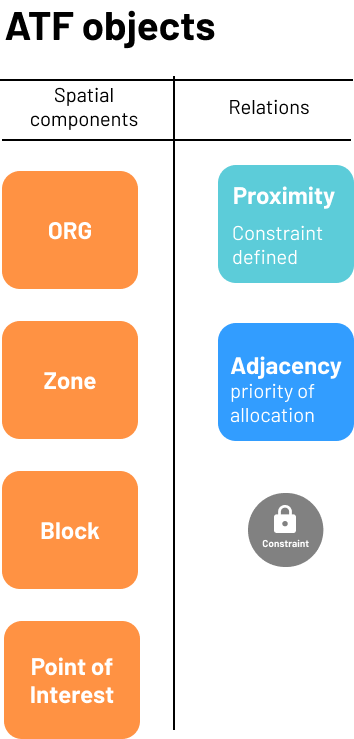 ATF objects
Spatial
components
Relations
ORG
Zone
Block
Point of
Interest
Proximity
Constraint
defined
Adjacency
priority of
allocation
Constraint